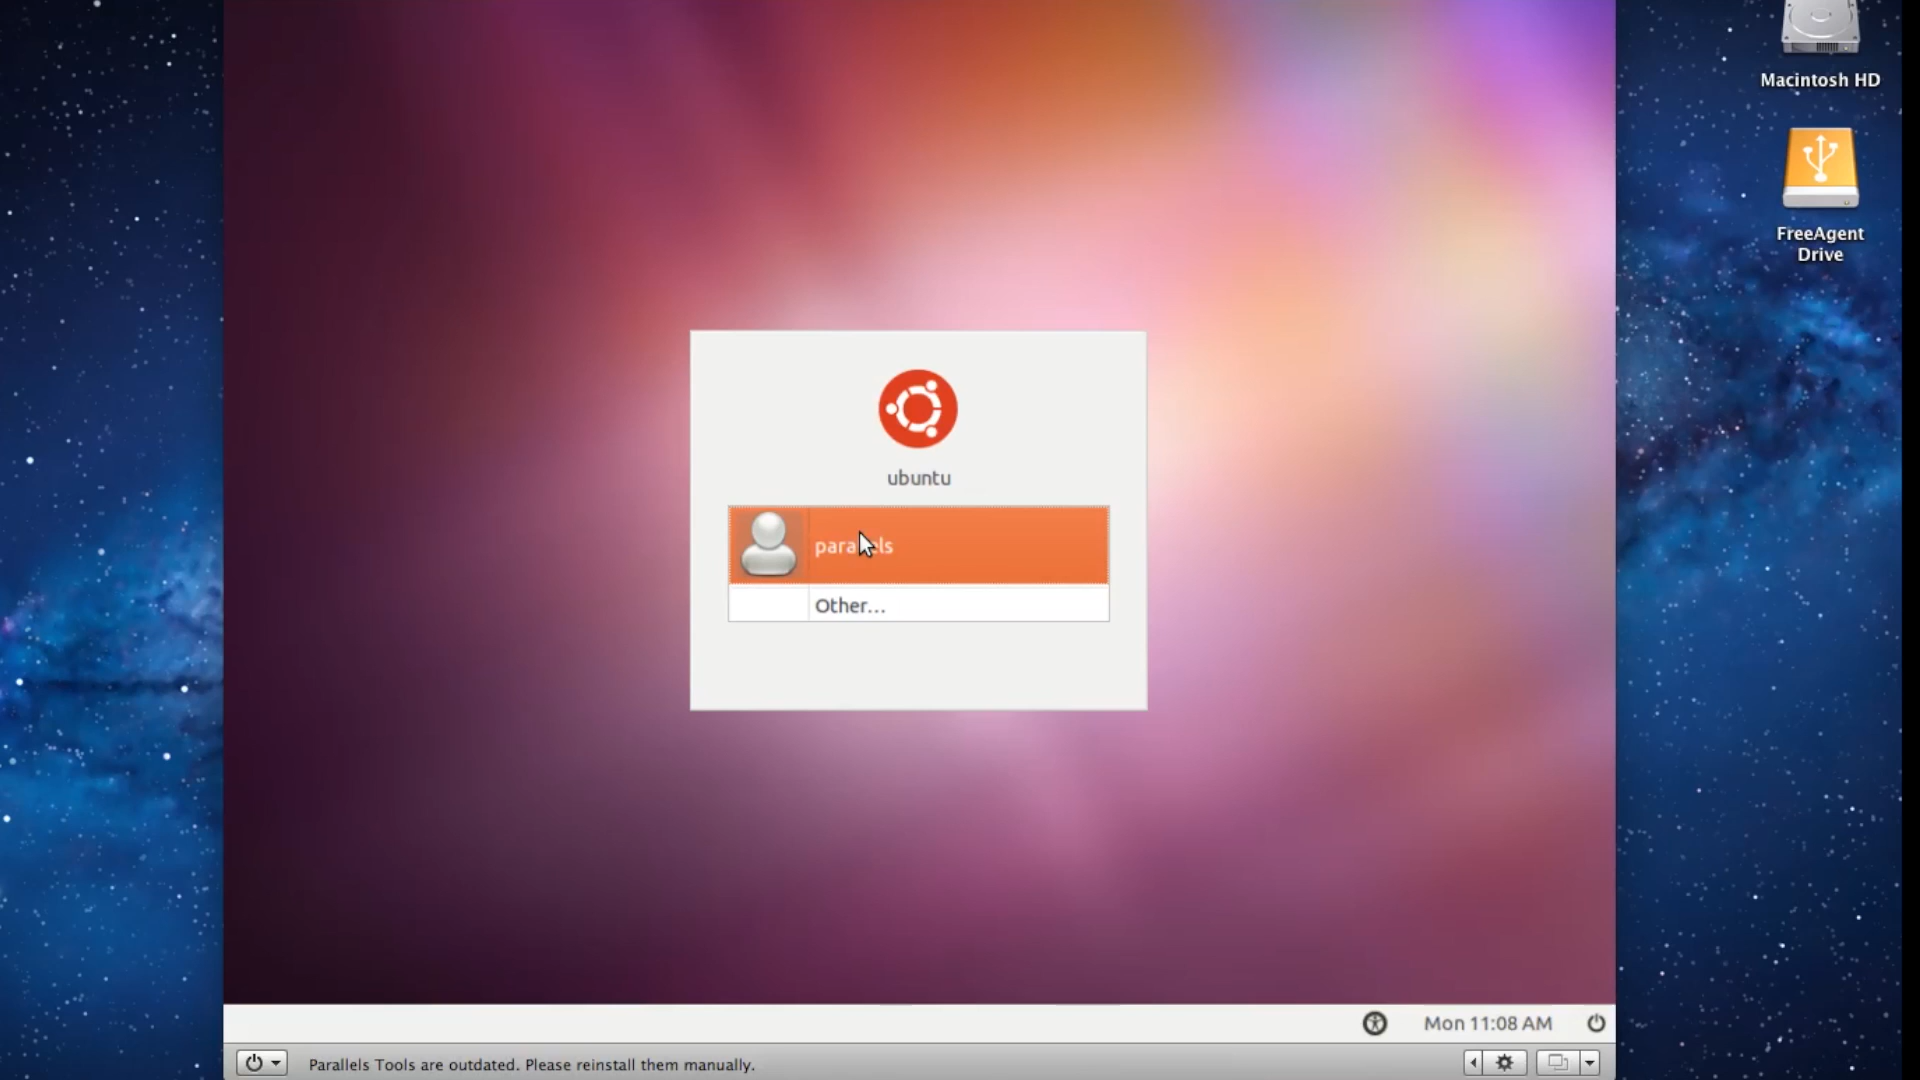 Macintosh HD
FreeAgent
Drive
ubuntu
parallels
Other...
Mon 11:08 AM
Parallels Tools are outdated. Please reinstall them manually.